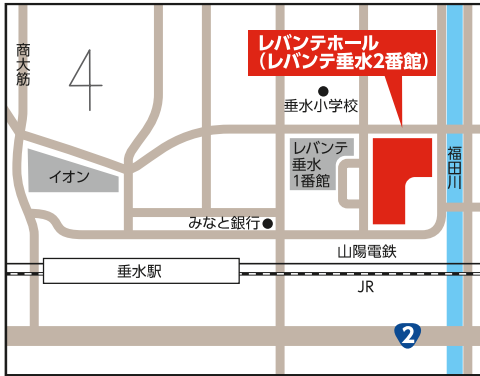 レバンテホール
（レバンテ垂水2番館）
商大筋
4
垂水小学校
レバンテ
垂水
1番館
福田川
イオン
みなと銀行
山陽電鉄
垂水駅
JR
2